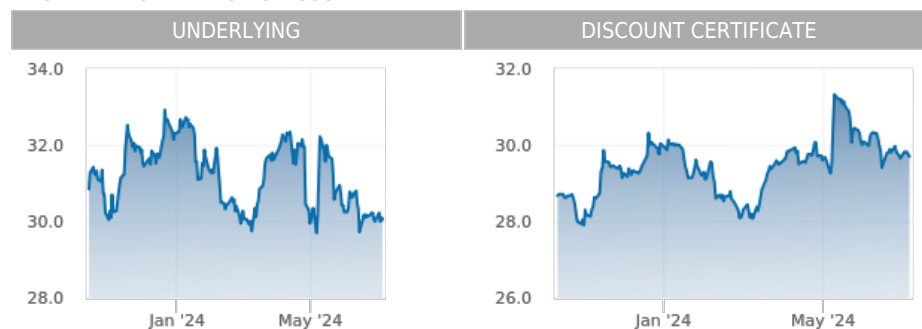 UNDERLYING
DISCOUNT CERTIFICATE
34.0
32.0
30.0
28.0
Jan '24
May '24
32.0
30.0
28.0
26.0
Jan '24
May '24